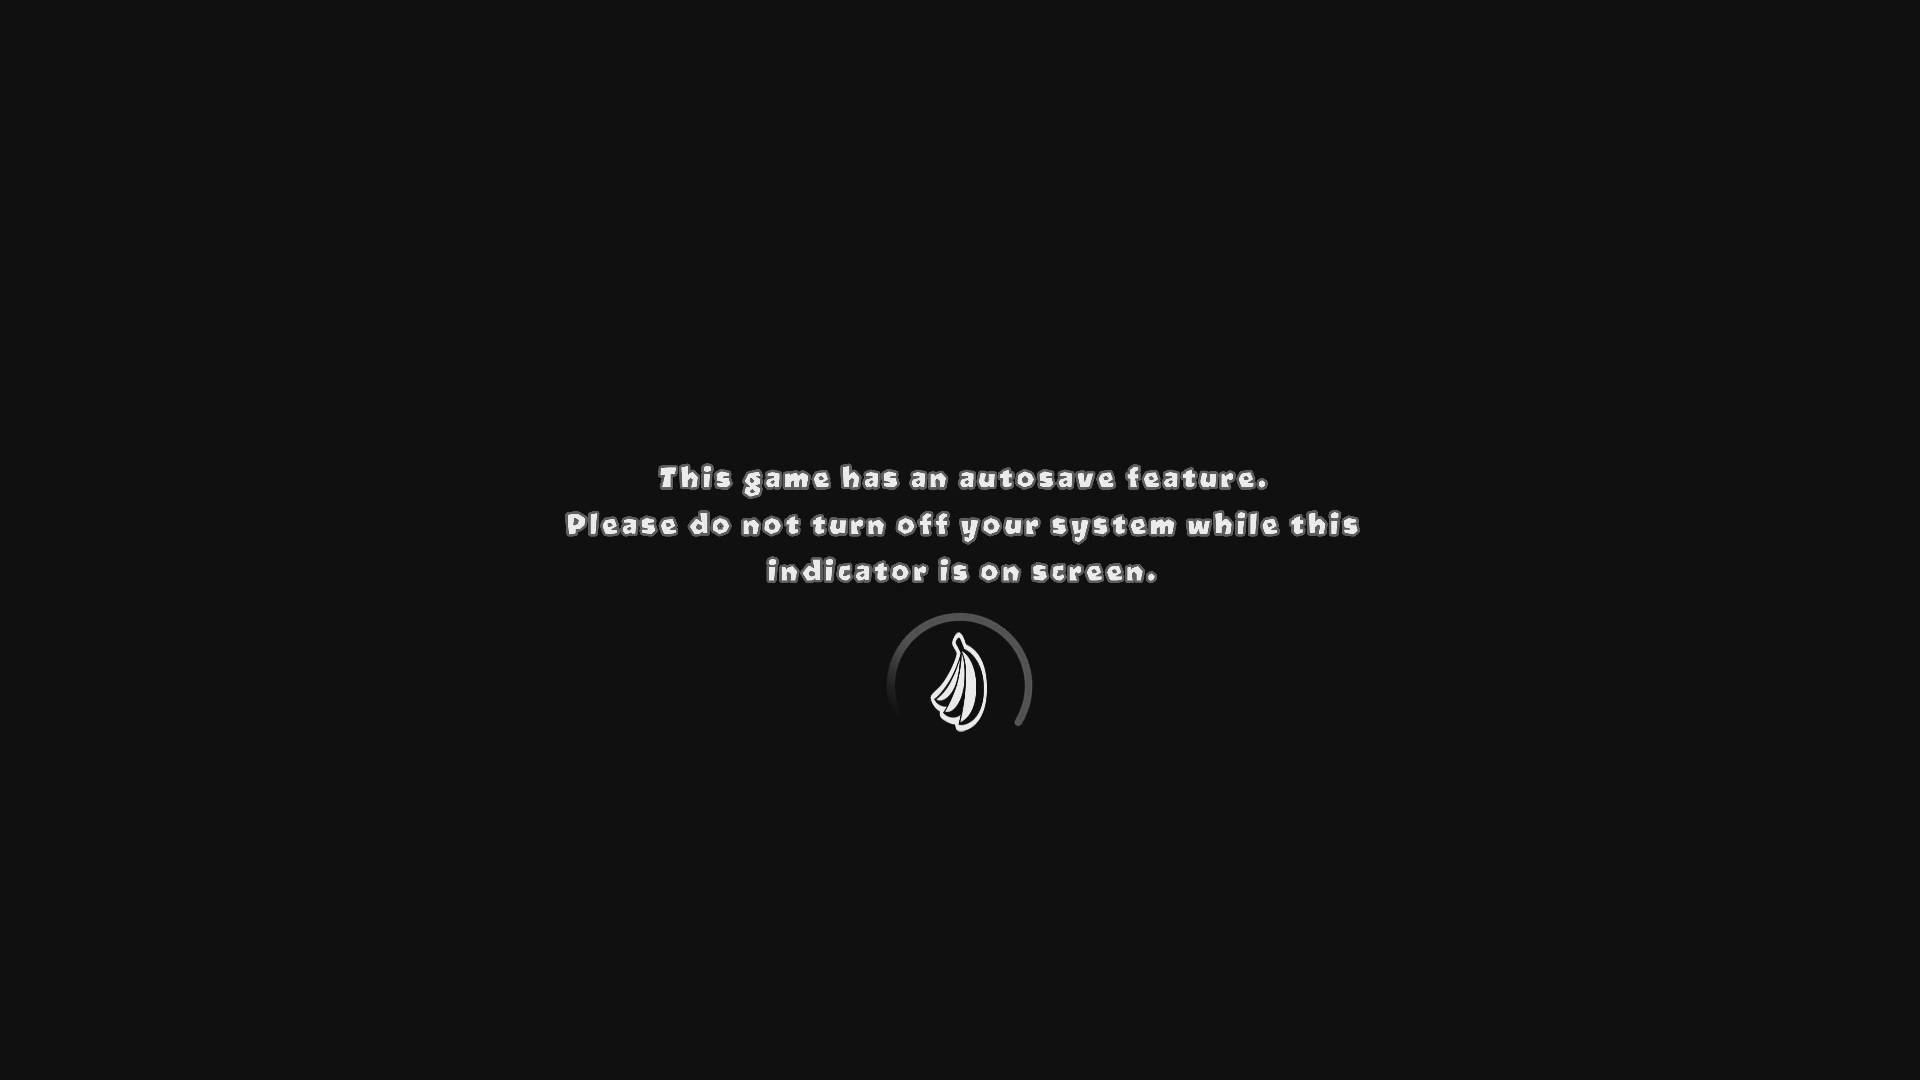 This game has an autosave feature.
Please do not turn off your system while this
indicator is on screen.